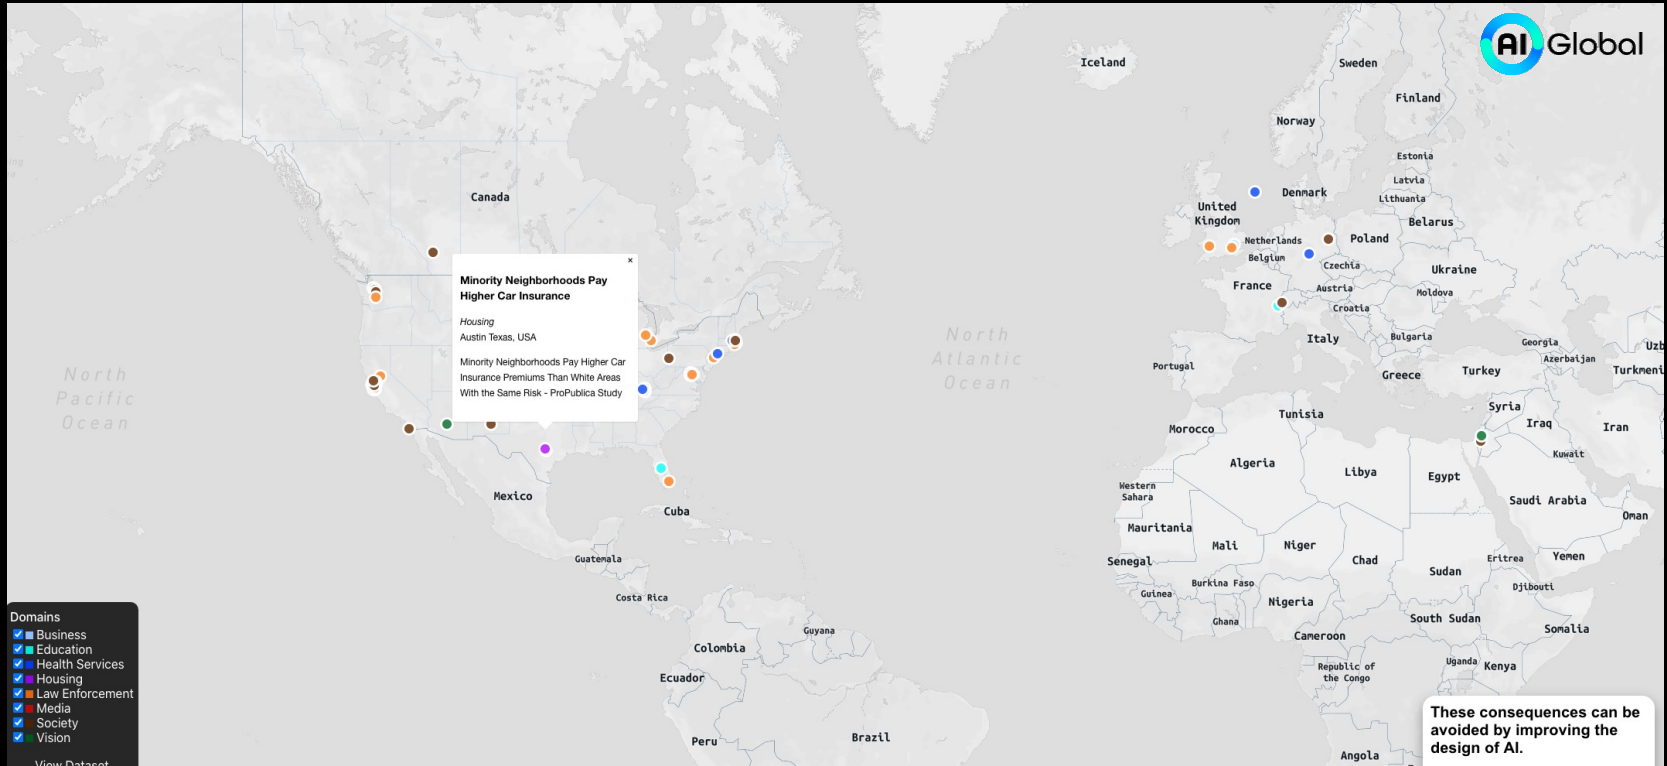 AI Global
Iceland
Sweden
Finland
Norway
Estonia
Latvia
Lithuania
Denmark
United
Kingdom
Belarus
Netherlands
Poland
Belgium
Czechia
Ukraine
France
Austria
Moldova
Croatia
Italy
Bulgaria
Georgia
Uzb
Azerbaijan
Portugal
Greece
Turkey
Turkmeni
Syria
Tunisia
Iraq
Iran
Morocco
Kuwait
Algeria
Libya
Egypt
Western
Sahara
Saudi Arabia
Oman
Mauritania
Mali
Niger
Chad
Eritrea
Yemen
Senegal
Sudan
Burkina Faso
Djibouti
Guinea
Nigeria
Ghana
South Sudan
Somalia
Cameroon
Uganda
Kenya
Republic of
the Congo
Angola
Canada
North
Pacific
Ocean
North
Atlantic
Ocean
×
Minority Neighborhoods Pay
Higher Car Insurance
Housing
Austin Texas, USA
Minority Neighborhoods Pay Higher Car
Insurance Premiums Than White Areas
With the Same Risk - ProPublica Study
Mexico
Cuba
Guatemala
Costa Rica
Guyana
Colombia
Ecuador
Peru
Brazil
Domains
Business
Education
Health Services
Housing
Law Enforcement
Media
Society
Vision
View Dataset
These consequences can be
avoided by improving the
design of AI.